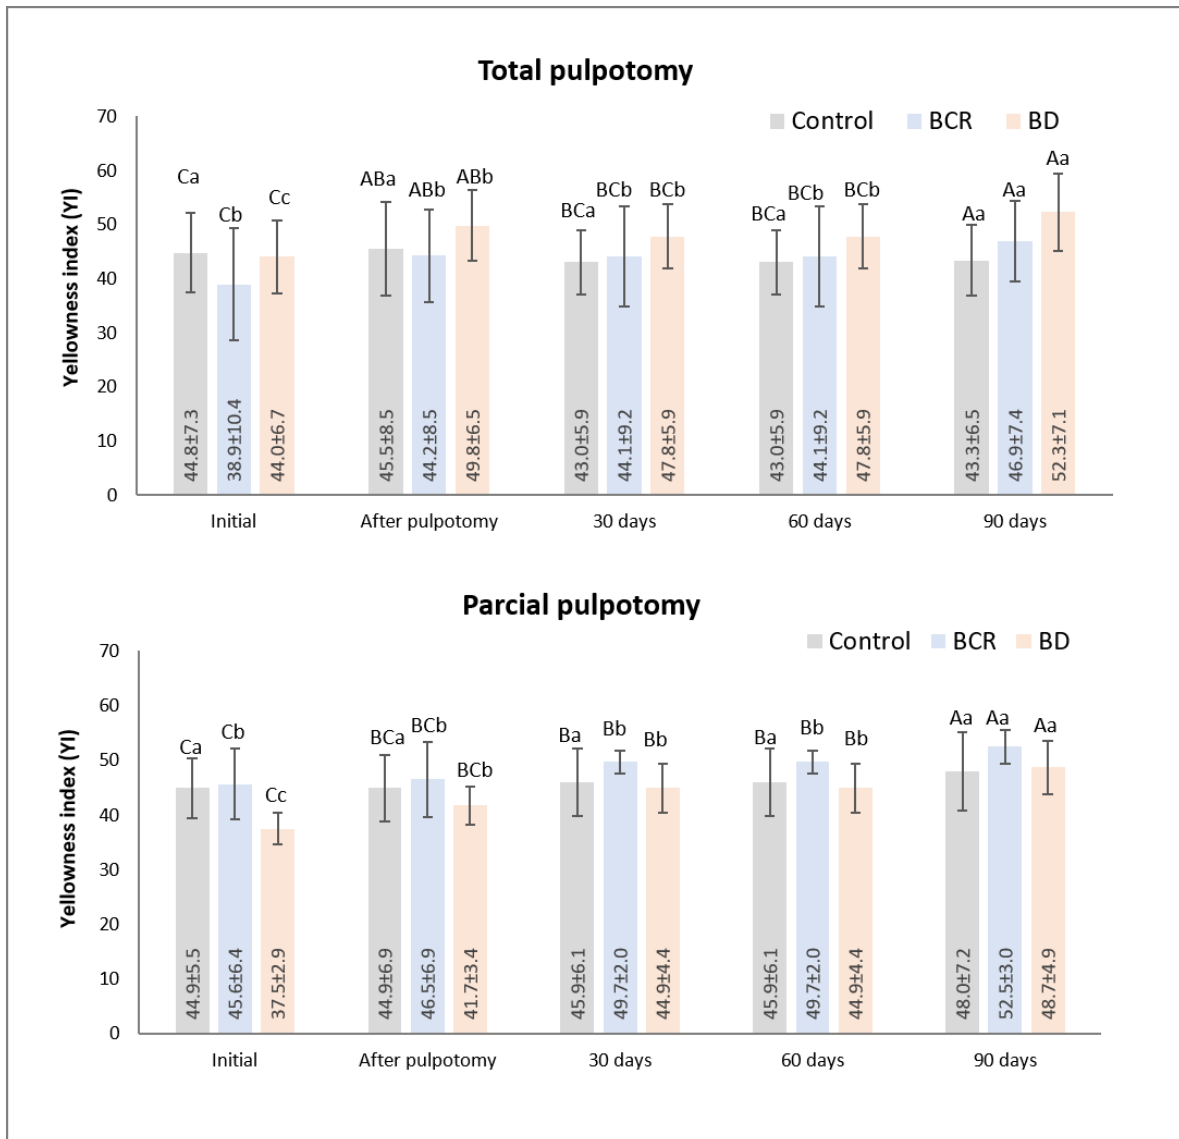 Total pulpotomy
Control BCR BD
Yellowness index (YI)
70
60
50
40
30
20
10
0
Ca Cb Cc
ABa ABb ABb
BCa BCb BCb
BCa BCb BCb
Aa Aa Aa
44.8±7.3 38.9±10.4 44.0±6.7
45.5±8.5 44.2±8.5 49.8±6.5
43.0±5.9 44.1±9.2 47.8±5.9
43.0±5.9 44.1±9.2 47.8±5.9
43.3±6.5 46.9±7.4 52.3±7.1
Initial After pulpotomy 30 days 60 days 90 days
Parcial pulpotomy
Control BCR BD
Yellowness index (YI)
70
60
50
40
30
20
10
0
Ca Cb Cc
BCa BCb BCb
Ba Bb Bb
Ba Bb Bb
Aa Aa Aa
44.9±5.5 45.6±6.4 37.5±2.9
44.9±6.9 46.5±6.9 41.7±3.4
45.9±6.1 49.7±2.0 44.9±4.4
45.9±6.1 49.7±2.0 44.9±4.4
48.0±7.2 52.5±3.0 48.7±4.9
Initial After pulpotomy 30 days 60 days 90 days